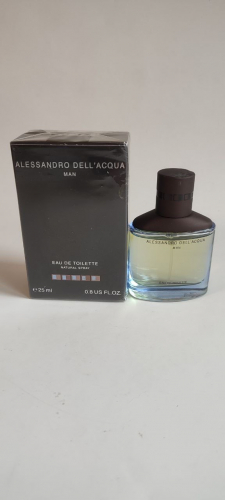 ALESSANDRO DELL'ACQUA
MAN
EAU DE TOILETTE
NATURAL SPRAY
℮25 ml 0.8 US FL.OZ
ALESSANDRO DELL'ACQUA
MAN